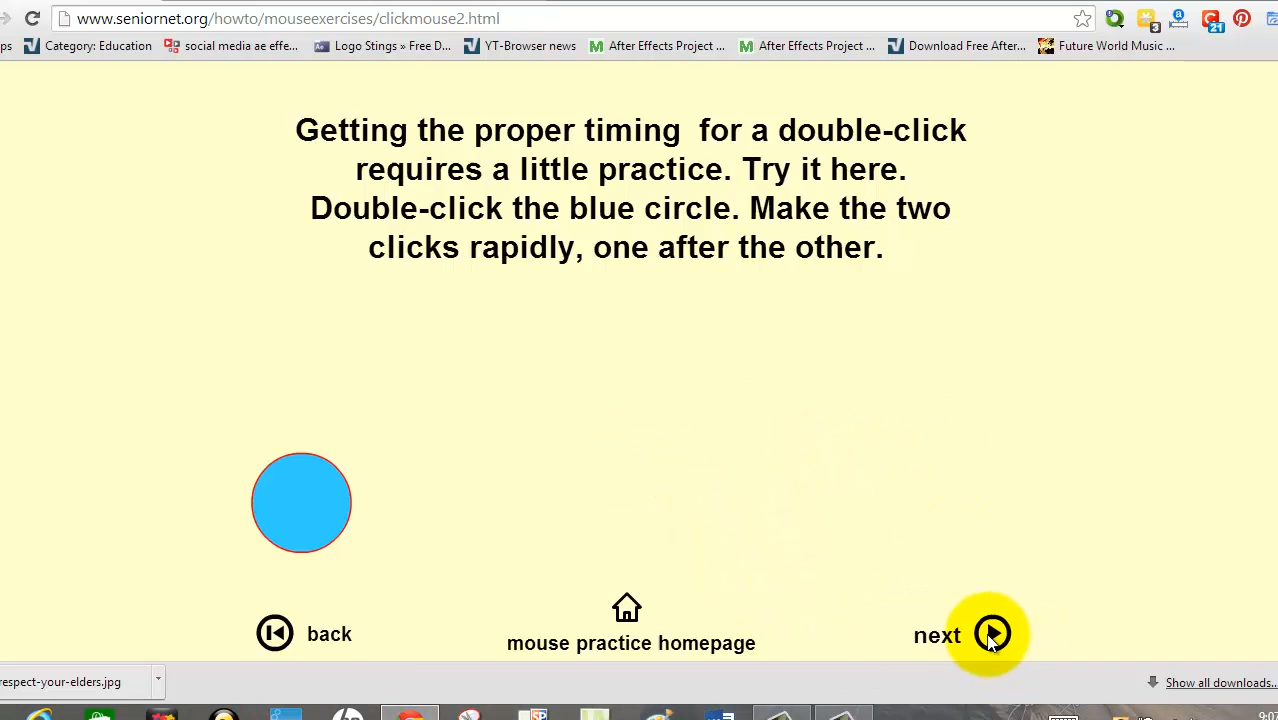 www.seniornet.org/howto/mouseexercises/clickmouse2.html
3
21
ps Category: Education social media ae effe... Logo Stings » Free D... YT-Browser news After Effects Project ... After Effects Project ... Download Free After... Future World Music ...
Getting the proper timing for a double-click
requires a little practice. Try it here.
Double-click the blue circle. Make the two
clicks rapidly, one after the other.
back
mouse practice homepage
next
respect-your-elders.jpg
Show all downloads...